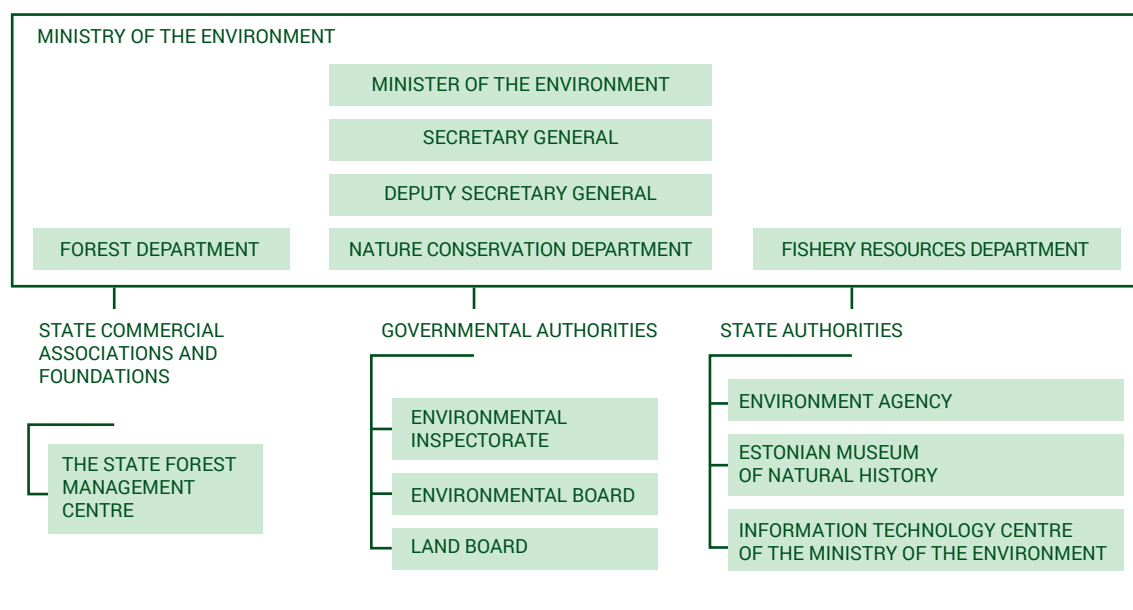 MINISTRY OF THE ENVIRONMENT
MINISTER OF THE ENVIRONMENT
SECRETARY GENERAL
DEPUTY SECRETARY GENERAL
FOREST DEPARTMENT
NATURE CONSERVATION DEPARTMENT
FISHERY RESOURCES DEPARTMENT
STATE COMMERCIAL
ASSOCIATIONS AND
FOUNDATIONS
THE STATE FOREST
MANAGEMENT
CENTRE
GOVERNMENTAL AUTHORITIES
ENVIRONMENTAL
INSPECTORATE
ENVIRONMENTAL BOARD
LAND BOARD
STATE AUTHORITIES
ENVIRONMENT AGENCY
ESTONIAN MUSEUM
OF NATURAL HISTORY
INFORMATION TECHNOLOGY CENTRE
OF THE MINISTRY OF THE ENVIRONMENT